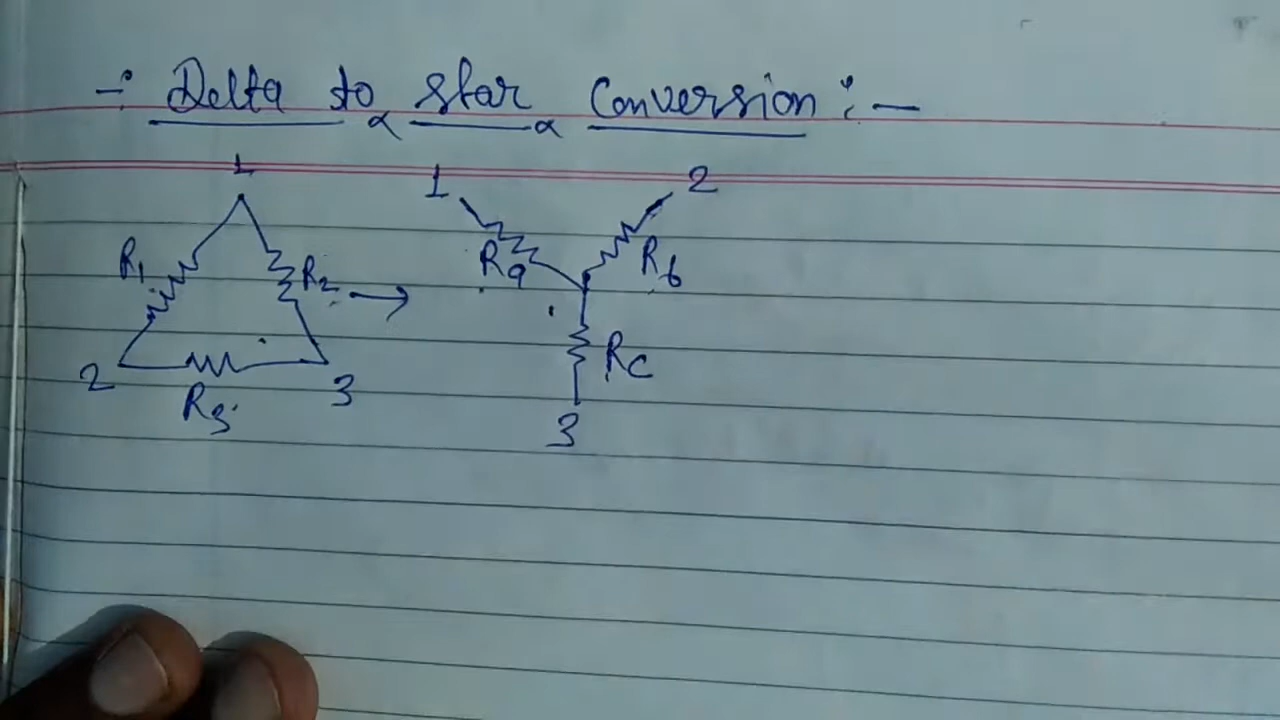 -: Delta to star Conversion :-
1 1 2
R1 R2 Ra Rb
2 R3 3 Rc
3